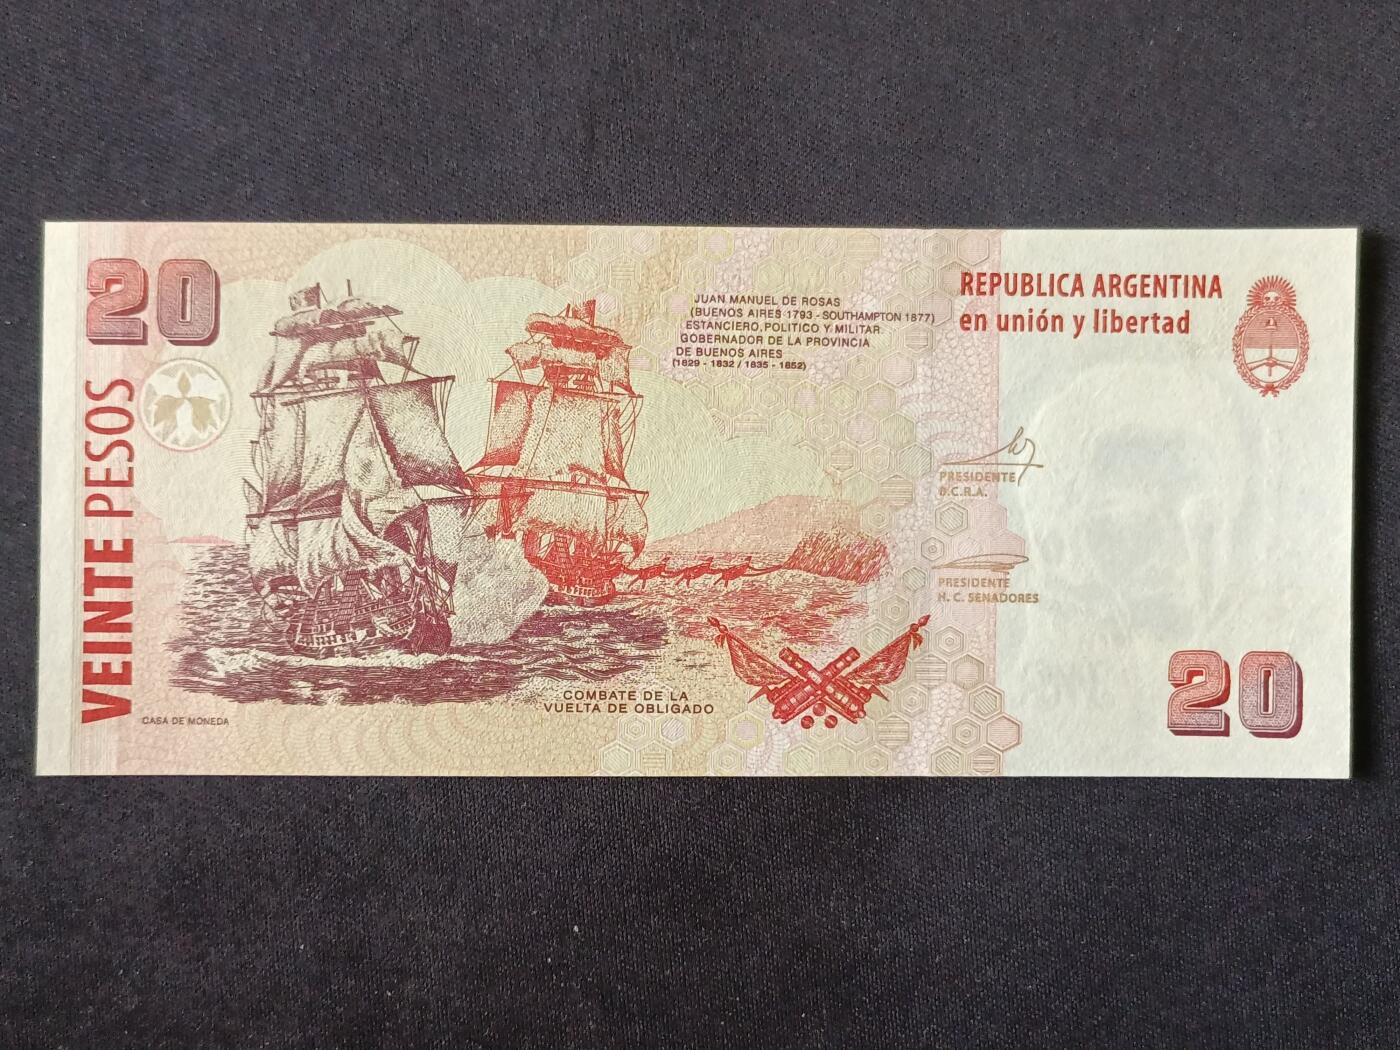 20
VEINTE PESOS
CASA DE MONEDA
JUAN MANUEL DE ROSAS
(BUENOS AIRES 1793 - SOUTHAMPTON 1877)
ESTANCIERO, POLITICO Y MILITAR.
GOBERNADOR DE LA PROVINCIA
DE BUENOS AIRES
(1829 - 1832 / 1835 - 1852)
COMBATE DE LA
VUELTA DE OBLIGADO
REPUBLICA ARGENTINA
en unión y libertad
PRESIDENTE
B.C.R.A.
PRESIDENTE
H. C. SENADORES
20